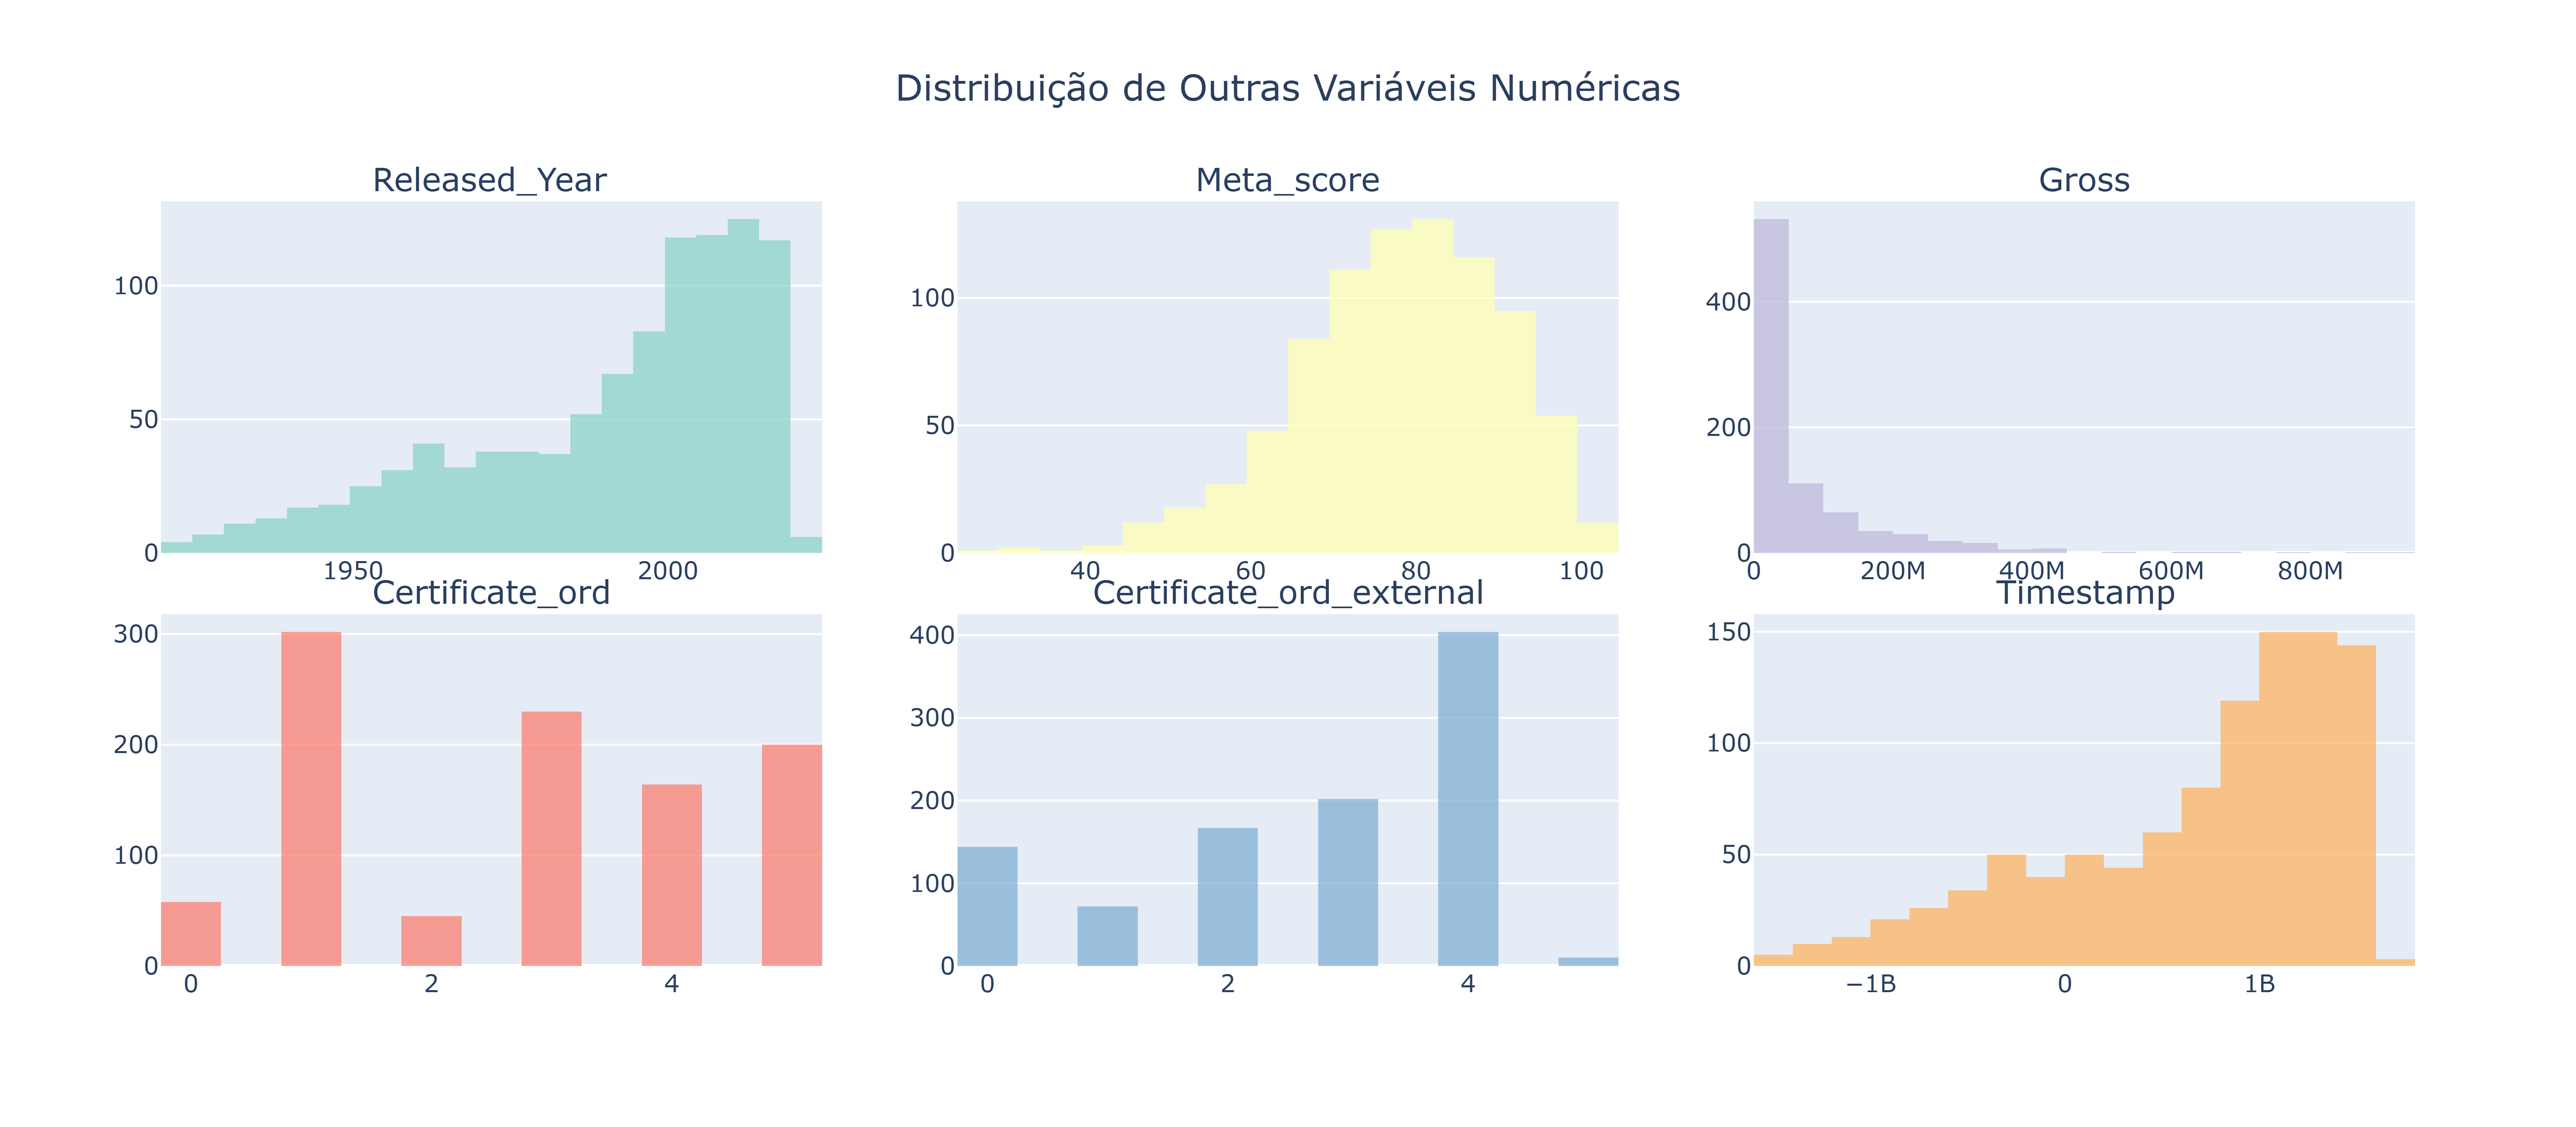 Distribuição de Outras Variáveis Numéricas
Released_Year
100
50
0
1950
2000
Meta_score
100
50
0
40
60
80
100
Gross
400
200
0
0
200M
400M
600M
800M
Certificate_ord
300
200
100
0
0
2
4
Certificate_ord_external
400
300
200
100
0
0
2
4
Timestamp
150
100
50
0
−1B
0
1B